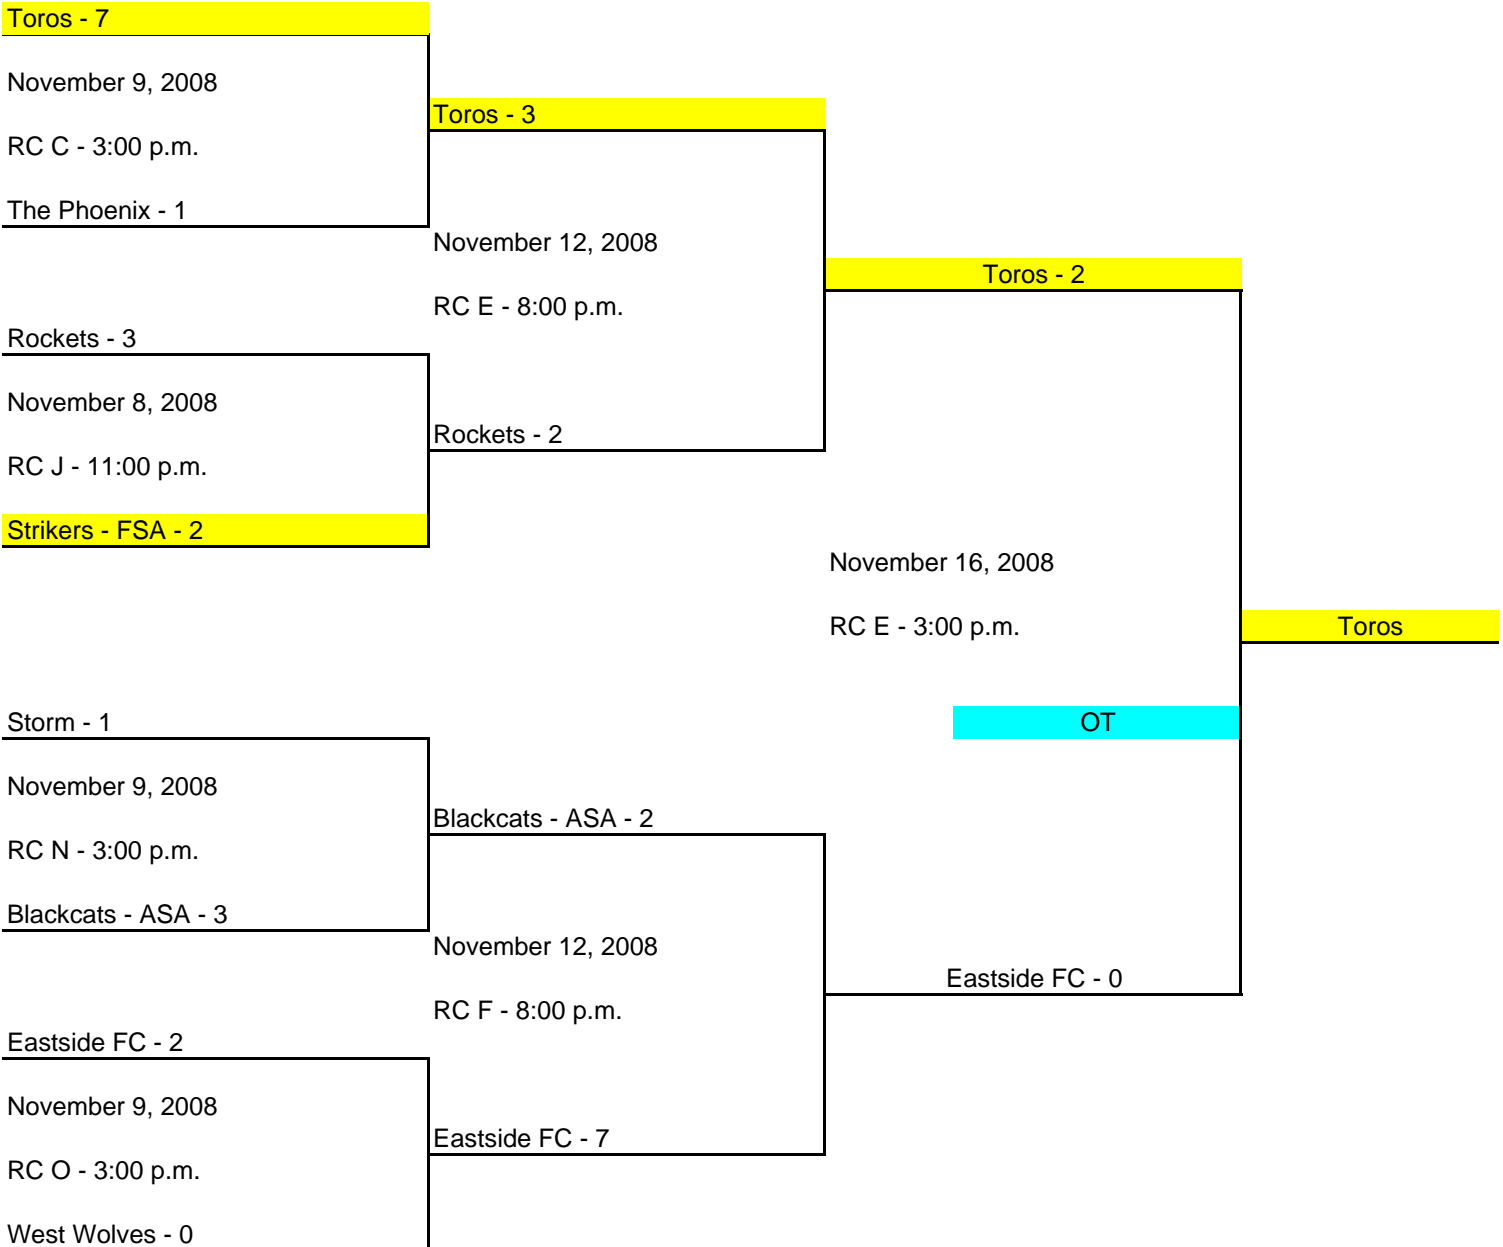 Toros - 7
November 9, 2008
RC C - 3:00 p.m.
The Phoenix - 1
Rockets - 3
November 8, 2008
RC J - 11:00 p.m.
Strikers - FSA - 2
Storm - 1
November 9, 2008
RC N - 3:00 p.m.
Blackcats - ASA - 3
Eastside FC - 2
November 9, 2008
RC O - 3:00 p.m.
West Wolves - 0
Toros - 3
November 12, 2008
RC E - 8:00 p.m.
Rockets - 2
Blackcats - ASA - 2
November 12, 2008
RC F - 8:00 p.m.
Eastside FC - 7
Toros - 2
November 16, 2008
RC E - 3:00 p.m.
OT
Eastside FC - 0
Toros